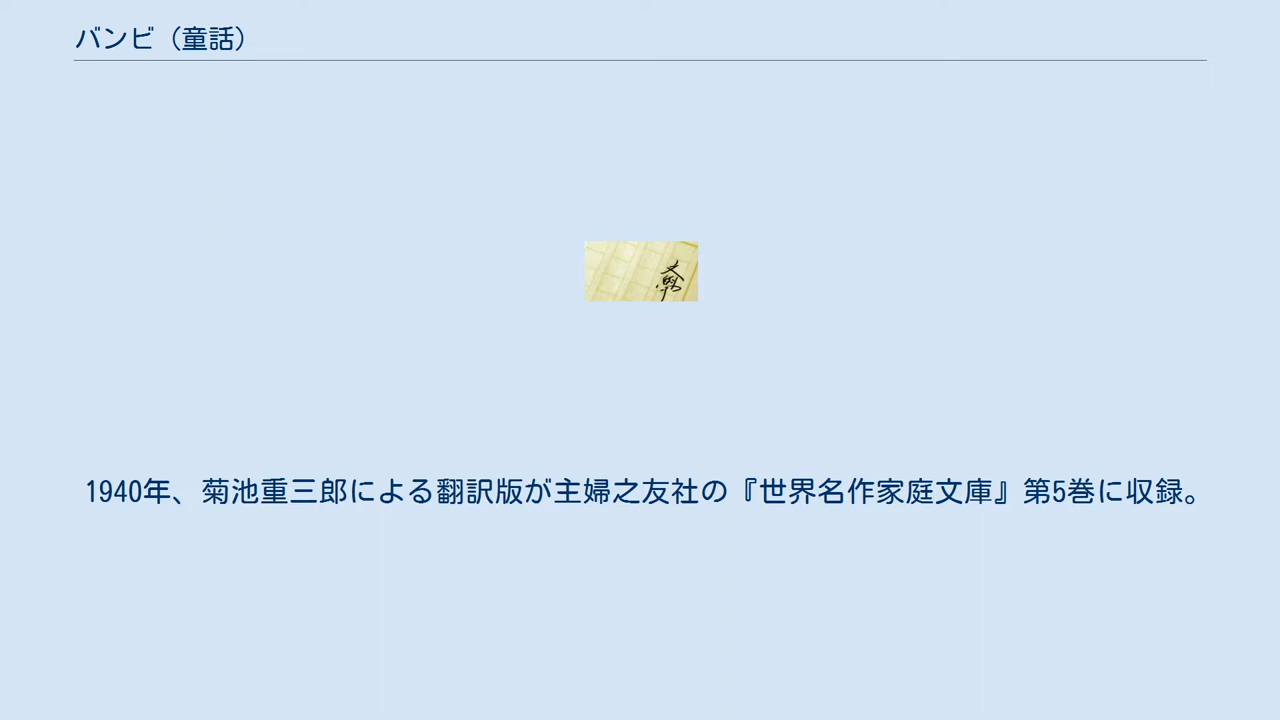 バンビ（童話）
1940年、菊池重三郎による翻訳版が主婦之友社の『世界名作家庭文庫』第5巻に収録。